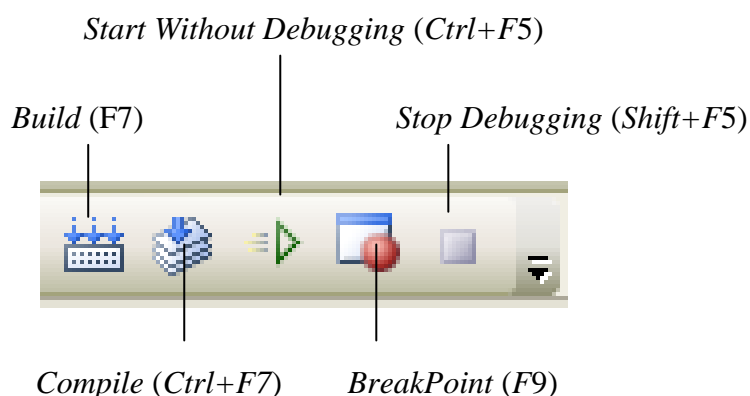 Start Without Debugging (Ctrl+F5)
Build (F7)
Stop Debugging (Shift+F5)
Compile (Ctrl+F7)
BreakPoint (F9)